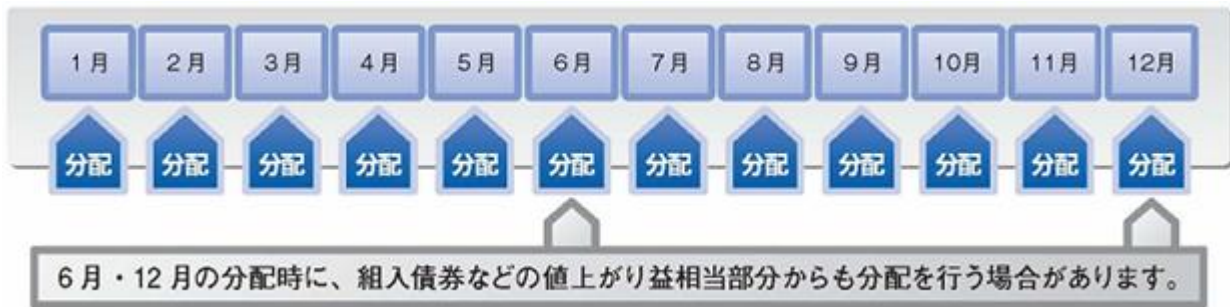 1月 2月 3月 4月 5月 6月 7月 8月 9月 10月 11月 12月
分配 分配 分配 分配 分配 分配 分配 分配 分配 分配 分配 分配
6月・12月の分配時に、組入債券などの値上がり益相当部分からも分配を行う場合があります。